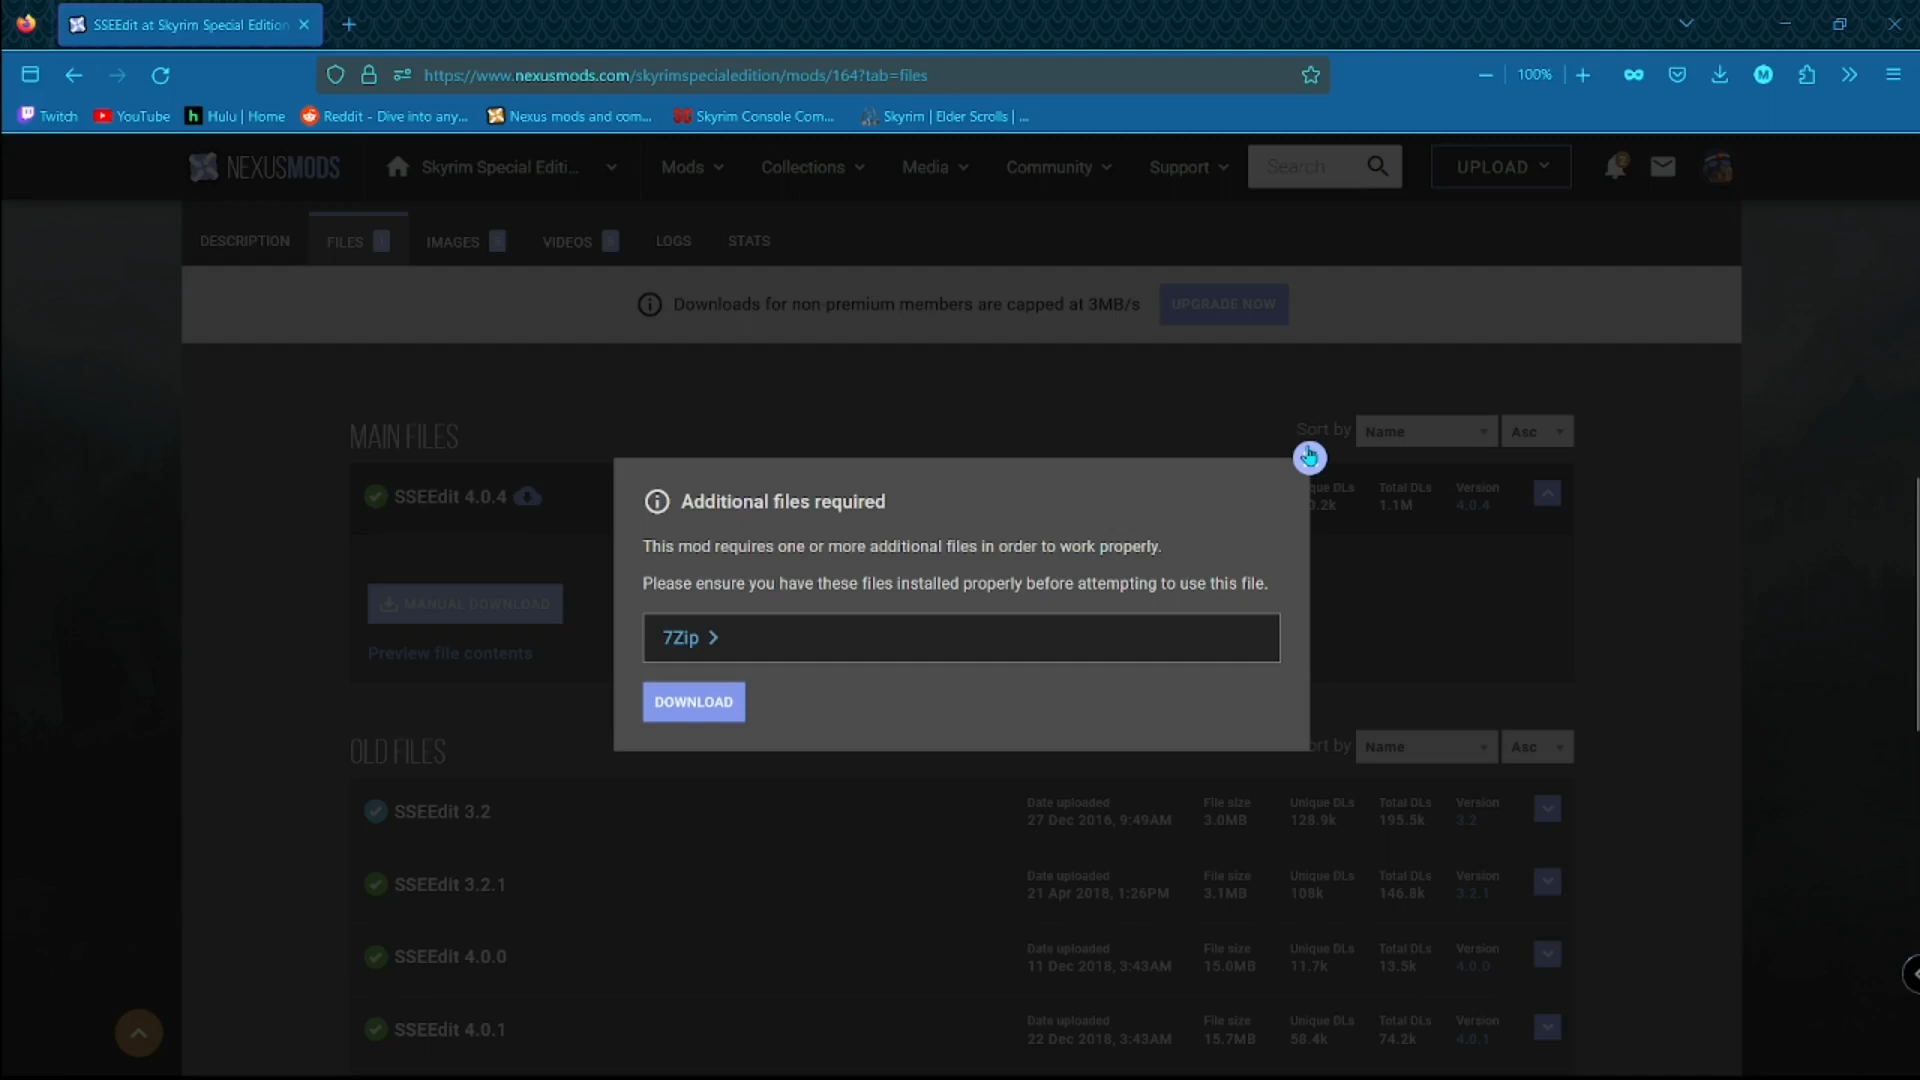 SSEEdit at Skyrim Special Edition
https://www.nexusmods.com/skyrimspecialedition/mods/164?tab=files
100%
M
Twitch
YouTube
h Hulu | Home
Reddit - Dive into any...
Nexus mods and com...
Skyrim Console Com...
Skyrim | Elder Scrolls | ...
NEXUSMODS
Skyrim Special Editi...
Mods
Collections
Media
Community
Support
Search
UPLOAD
2
DESCRIPTION
FILES 1
IMAGES
VIDEOS
LOGS
STATS
Downloads for non-premium members are capped at 3MB/s
UPGRADE NOW
MAIN FILES
Sort by Name Asc
SSEEdit 4.0.4
que DLs Total DLs Version
0.2k 1.1M 4.0.4
MANUAL DOWNLOAD
Preview file contents
Additional files required
This mod requires one or more additional files in order to work properly.
Please ensure you have these files installed properly before attempting to use this file.
7Zip
DOWNLOAD
OLD FILES
ort by Name Asc
SSEEdit 3.2
Date uploaded File size Unique DLs Total DLs Version
27 Dec 2016, 9:49AM 3.0MB 128.9k 195.5k 3.2
SSEEdit 3.2.1
Date uploaded File size Unique DLs Total DLs Version
21 Apr 2018, 1:26PM 3.1MB 108k 146.8k 3.2.1
SSEEdit 4.0.0
Date uploaded File size Unique DLs Total DLs Version
11 Dec 2018, 3:43AM 15.0MB 11.7k 13.5k 4.0.0
SSEEdit 4.0.1
Date uploaded File size Unique DLs Total DLs Version
22 Dec 2018, 3:43AM 15.7MB 58.4k 74.2k 4.0.1